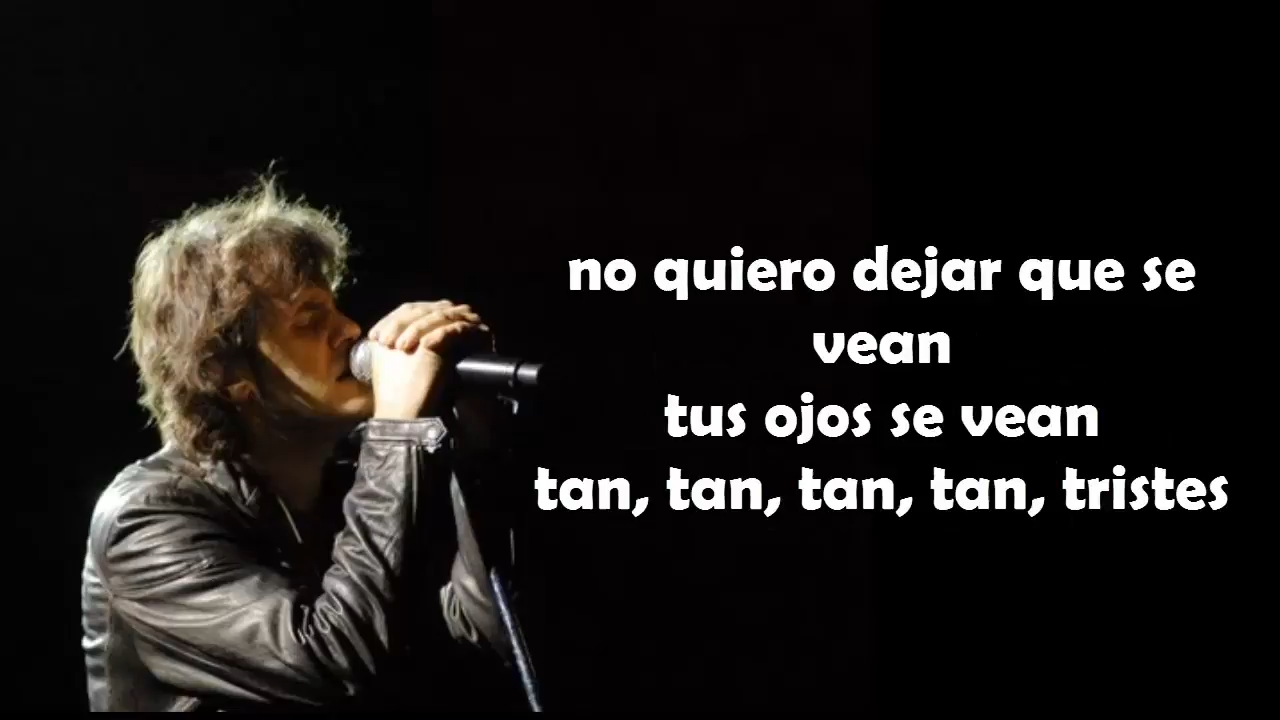 no quiero dejar que se
vean
tus ojos se vean
tan, tan, tan, tan, tristes